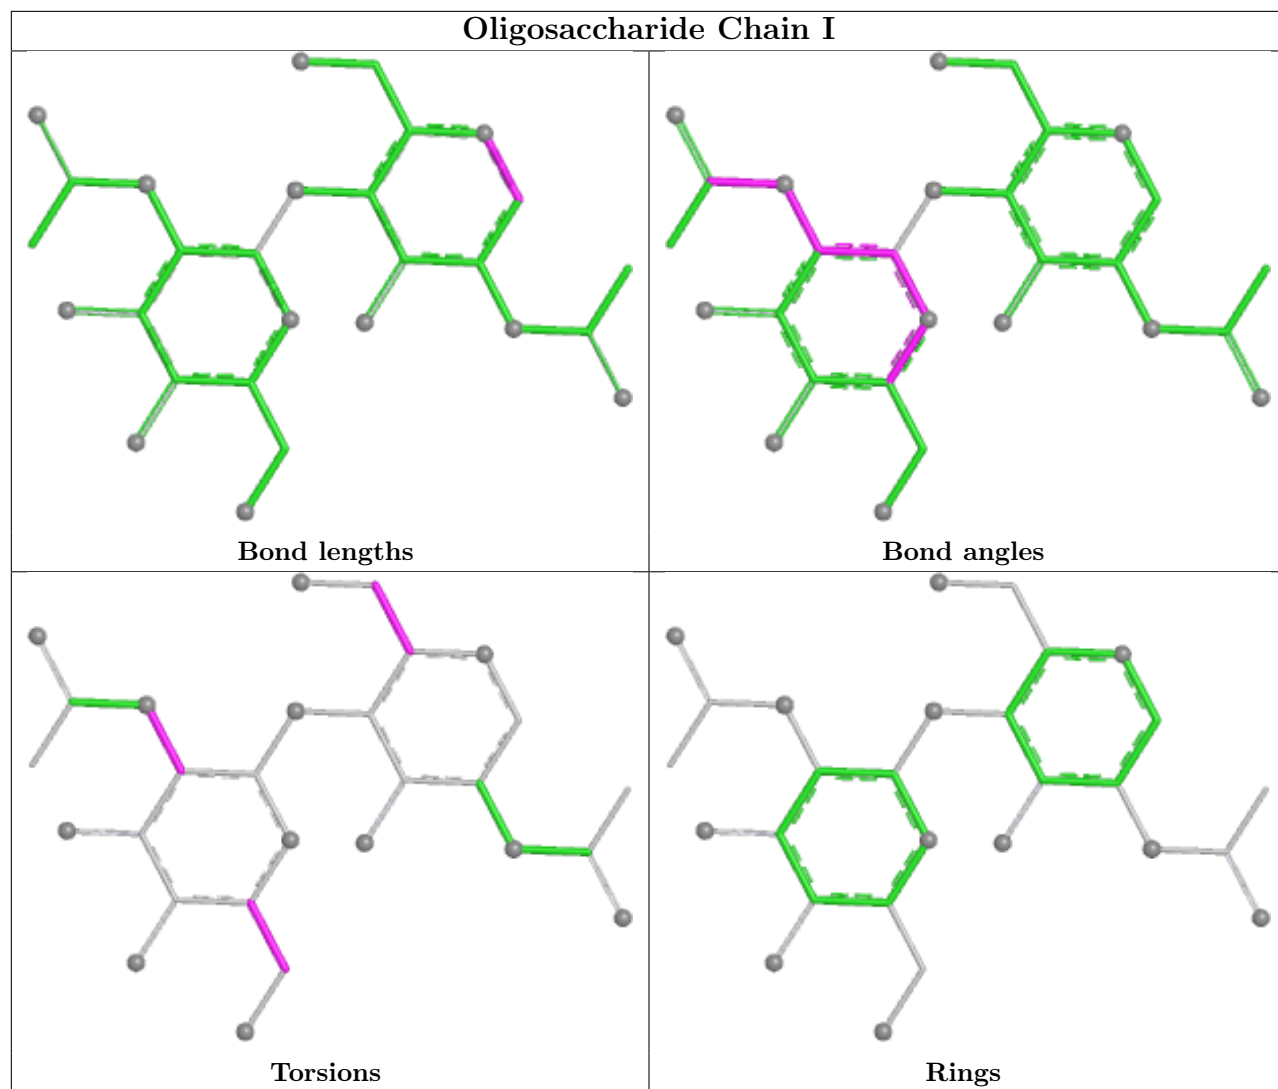 Oligosaccharide Chain I
Bond lengths
Bond angles
Torsions
Rings